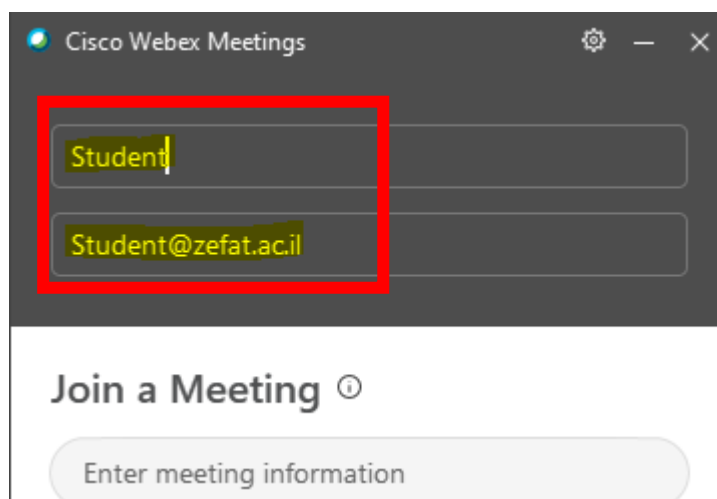 Cisco Webex Meetings
Student
Student@zefat.ac.il
Join a Meeting
Enter meeting information